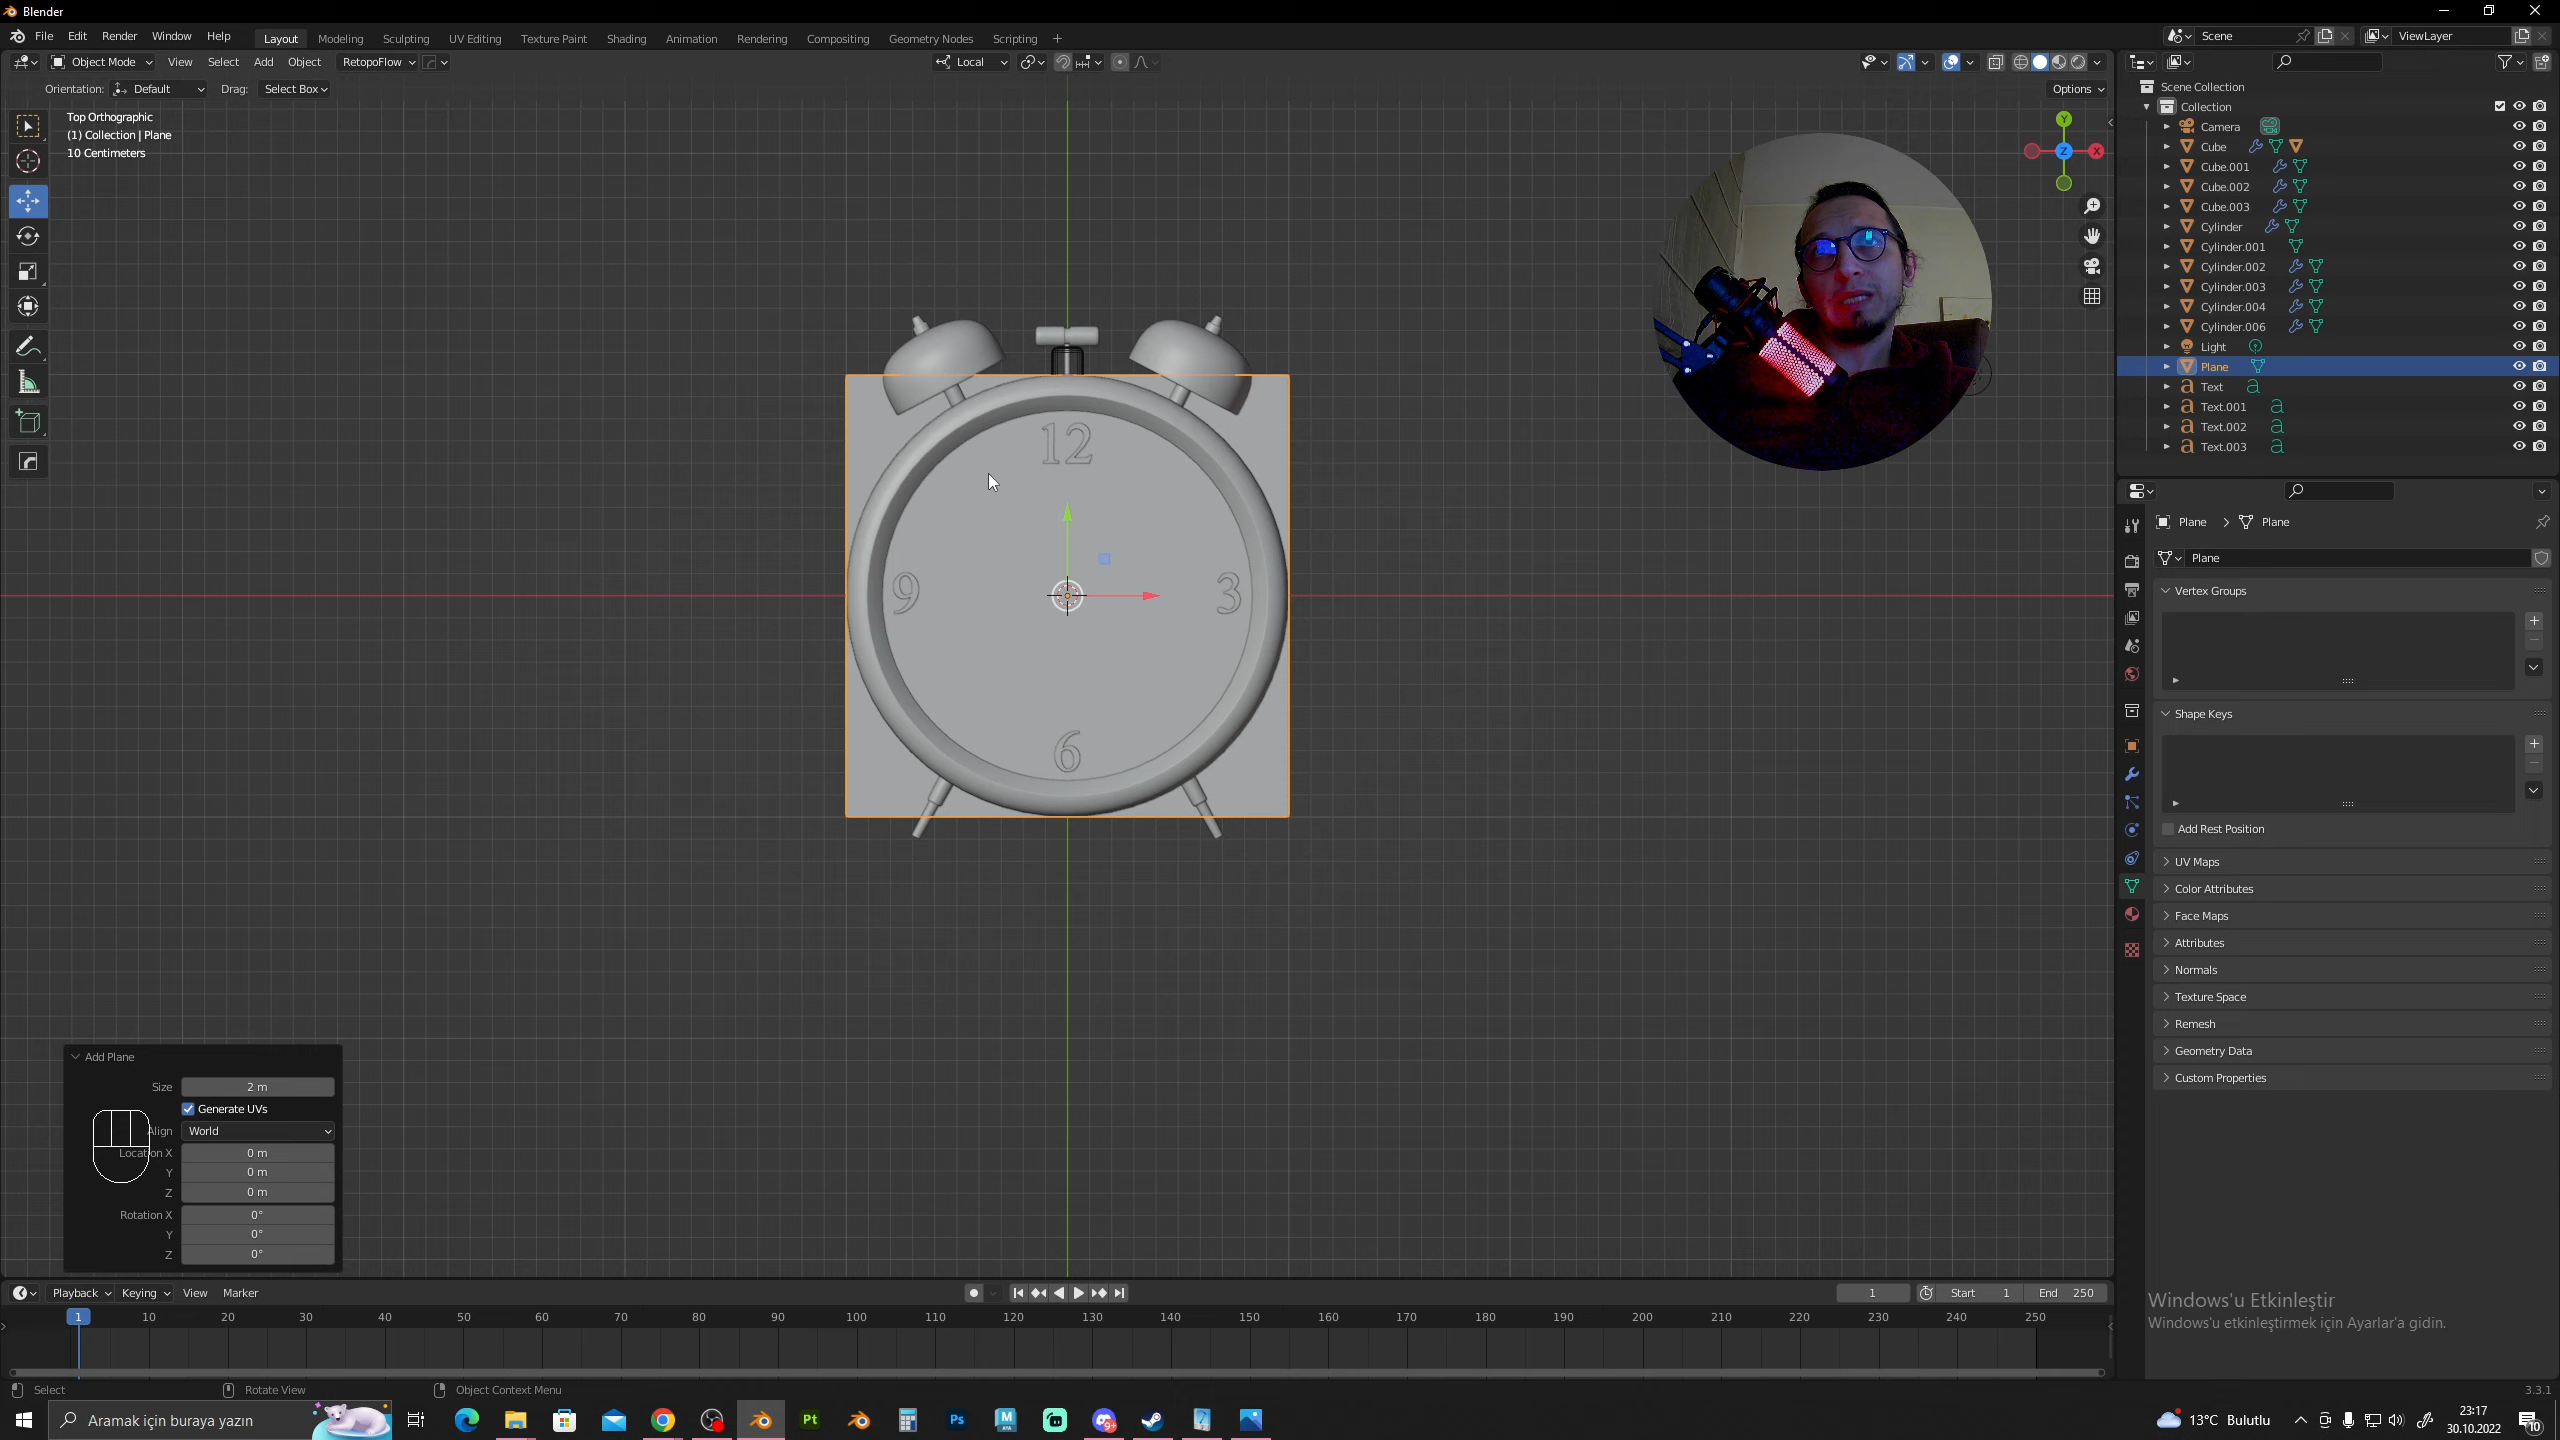 Blender
File Edit Render Window Help Layout Modeling Sculpting UV Editing Texture Paint Shading Animation Rendering Compositing Geometry Nodes Scripting + Scene ViewLayer
Object Mode View Select Add Object RetopoFlow Local
Orientation: Default Drag: Select Box Options
Top Orthographic
(1) Collection | Plane
10 Centimeters
Y
Z X
12
9 3
6
Scene Collection
Collection
Camera
Cube
Cube.001
Cube.002
Cube.003
Cylinder
Cylinder.001
Cylinder.002
Cylinder.003
Cylinder.004
Cylinder.006
Light
Plane
Text
Text.001
Text.002
Text.003
Plane > Plane
Plane
Vertex Groups
Shape Keys
Add Rest Position
UV Maps
Color Attributes
Face Maps
Attributes
Normals
Texture Space
Remesh
Geometry Data
Custom Properties
Add Plane
Size 2 m
Generate UVs
Align World
Location X 0 m
Y 0 m
Z 0 m
Rotation X 0°
Y 0°
Z 0°
Playback Keying View Marker 1 Start 1 End 250
1 10 20 30 40 50 60 70 80 90 100 110 120 130 140 150 160 170 180 190 200 210 220 230 240 250
Windows'u Etkinleştir
Windows'u etkinleştirmek için Ayarlar'a gidin.
Select Rotate View Object Context Menu 3.3.1
Aramak için buraya yazın Pt Ps M 9+ 13°C Bulutlu 23:17
30.10.2022 10